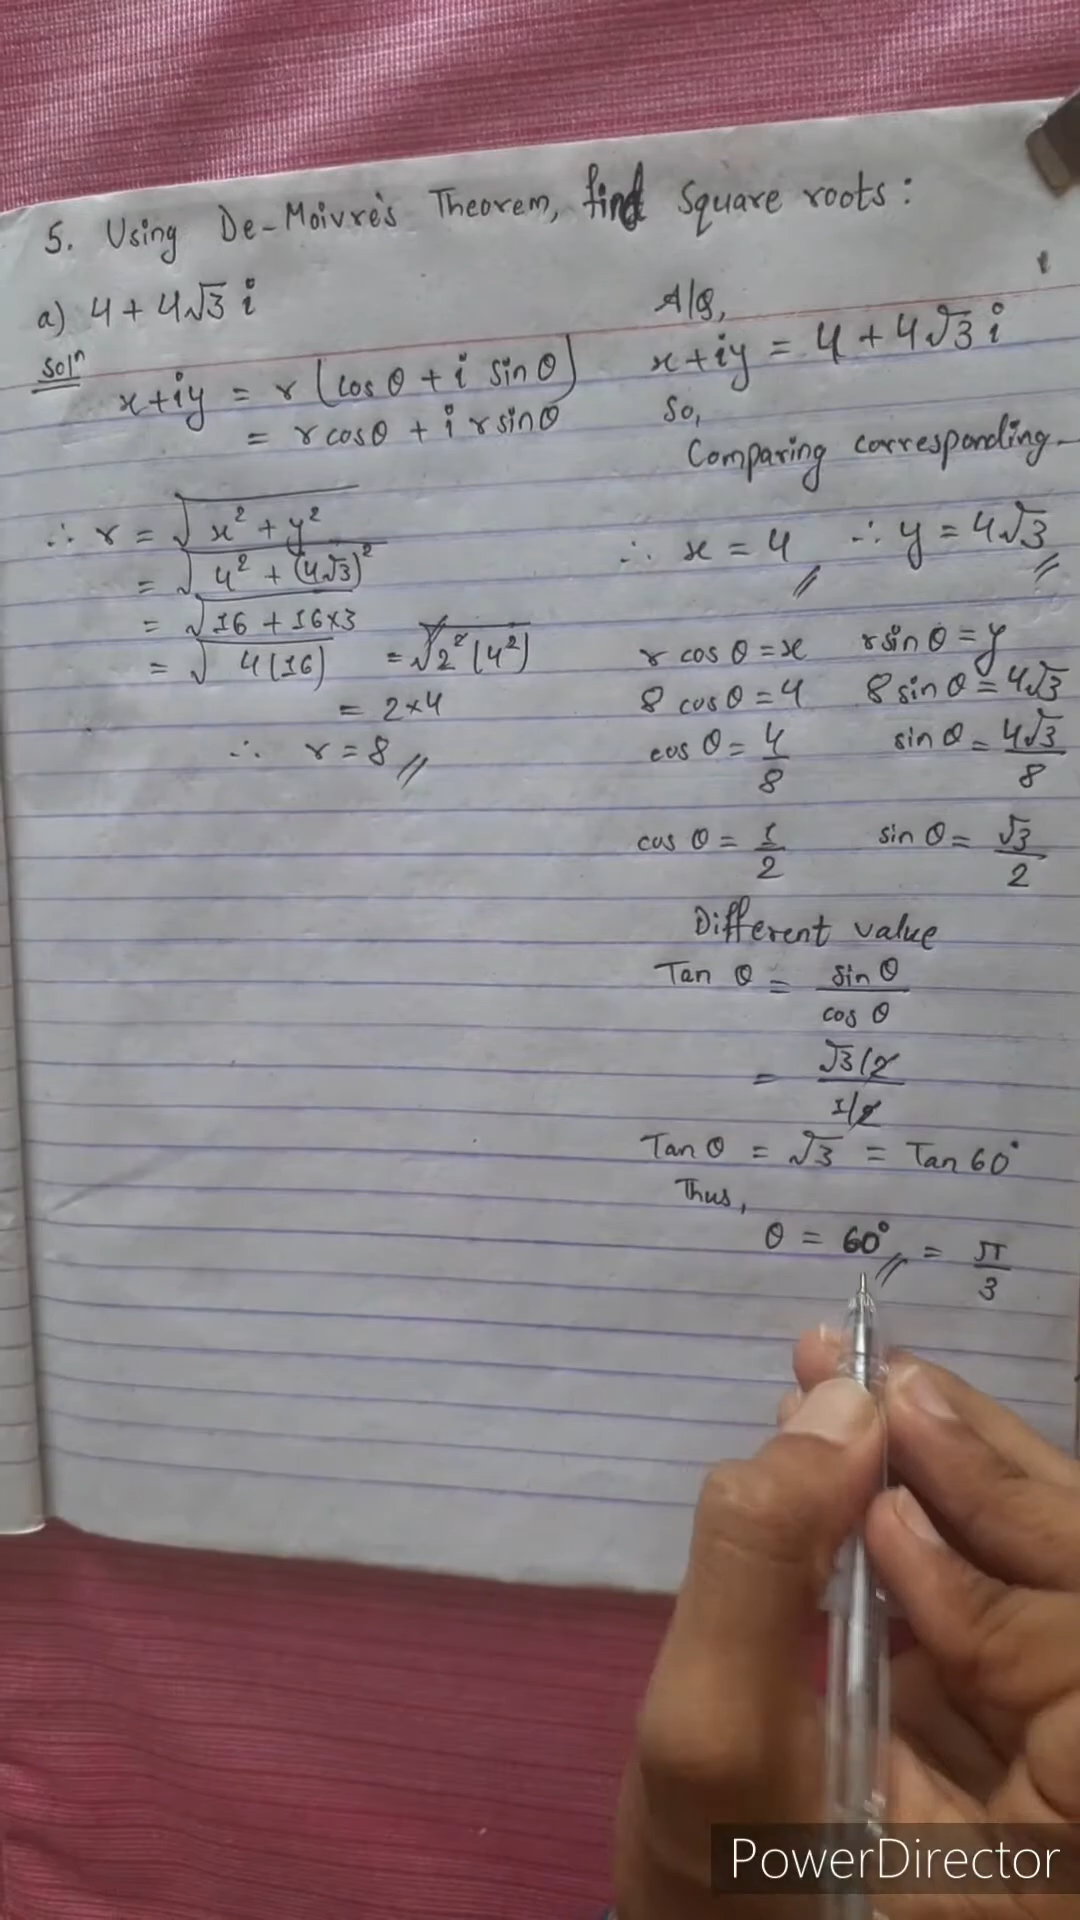 5. Using De-Moivre's Theorem, find Square roots:
a) 4 + 4√3 i
Solⁿ
x+iy = r (cos θ + i sin θ)
= r cos θ + i r sin θ
∴ r = √x² + y²
= √4² + (4√3)²
= √16 + 16×3
= √4(16) = √2²(4²)
= 2×4
∴ r = 8
A/Q,
x+iy = 4 + 4√3 i
So,
Comparing corresponding
∴ x = 4 ∴ y = 4√3
r cos θ = x r sin θ = y
8 cos θ = 4 8 sin θ = 4√3
cos θ = 4/8 sin θ = 4√3/8
cos θ = 1/2 sin θ = √3/2
Different value
Tan θ = sin θ/cos θ
= √3/2 / 1/2
Tan θ = √3 = Tan 60°
Thus,
θ = 60° = π/3
PowerDirector